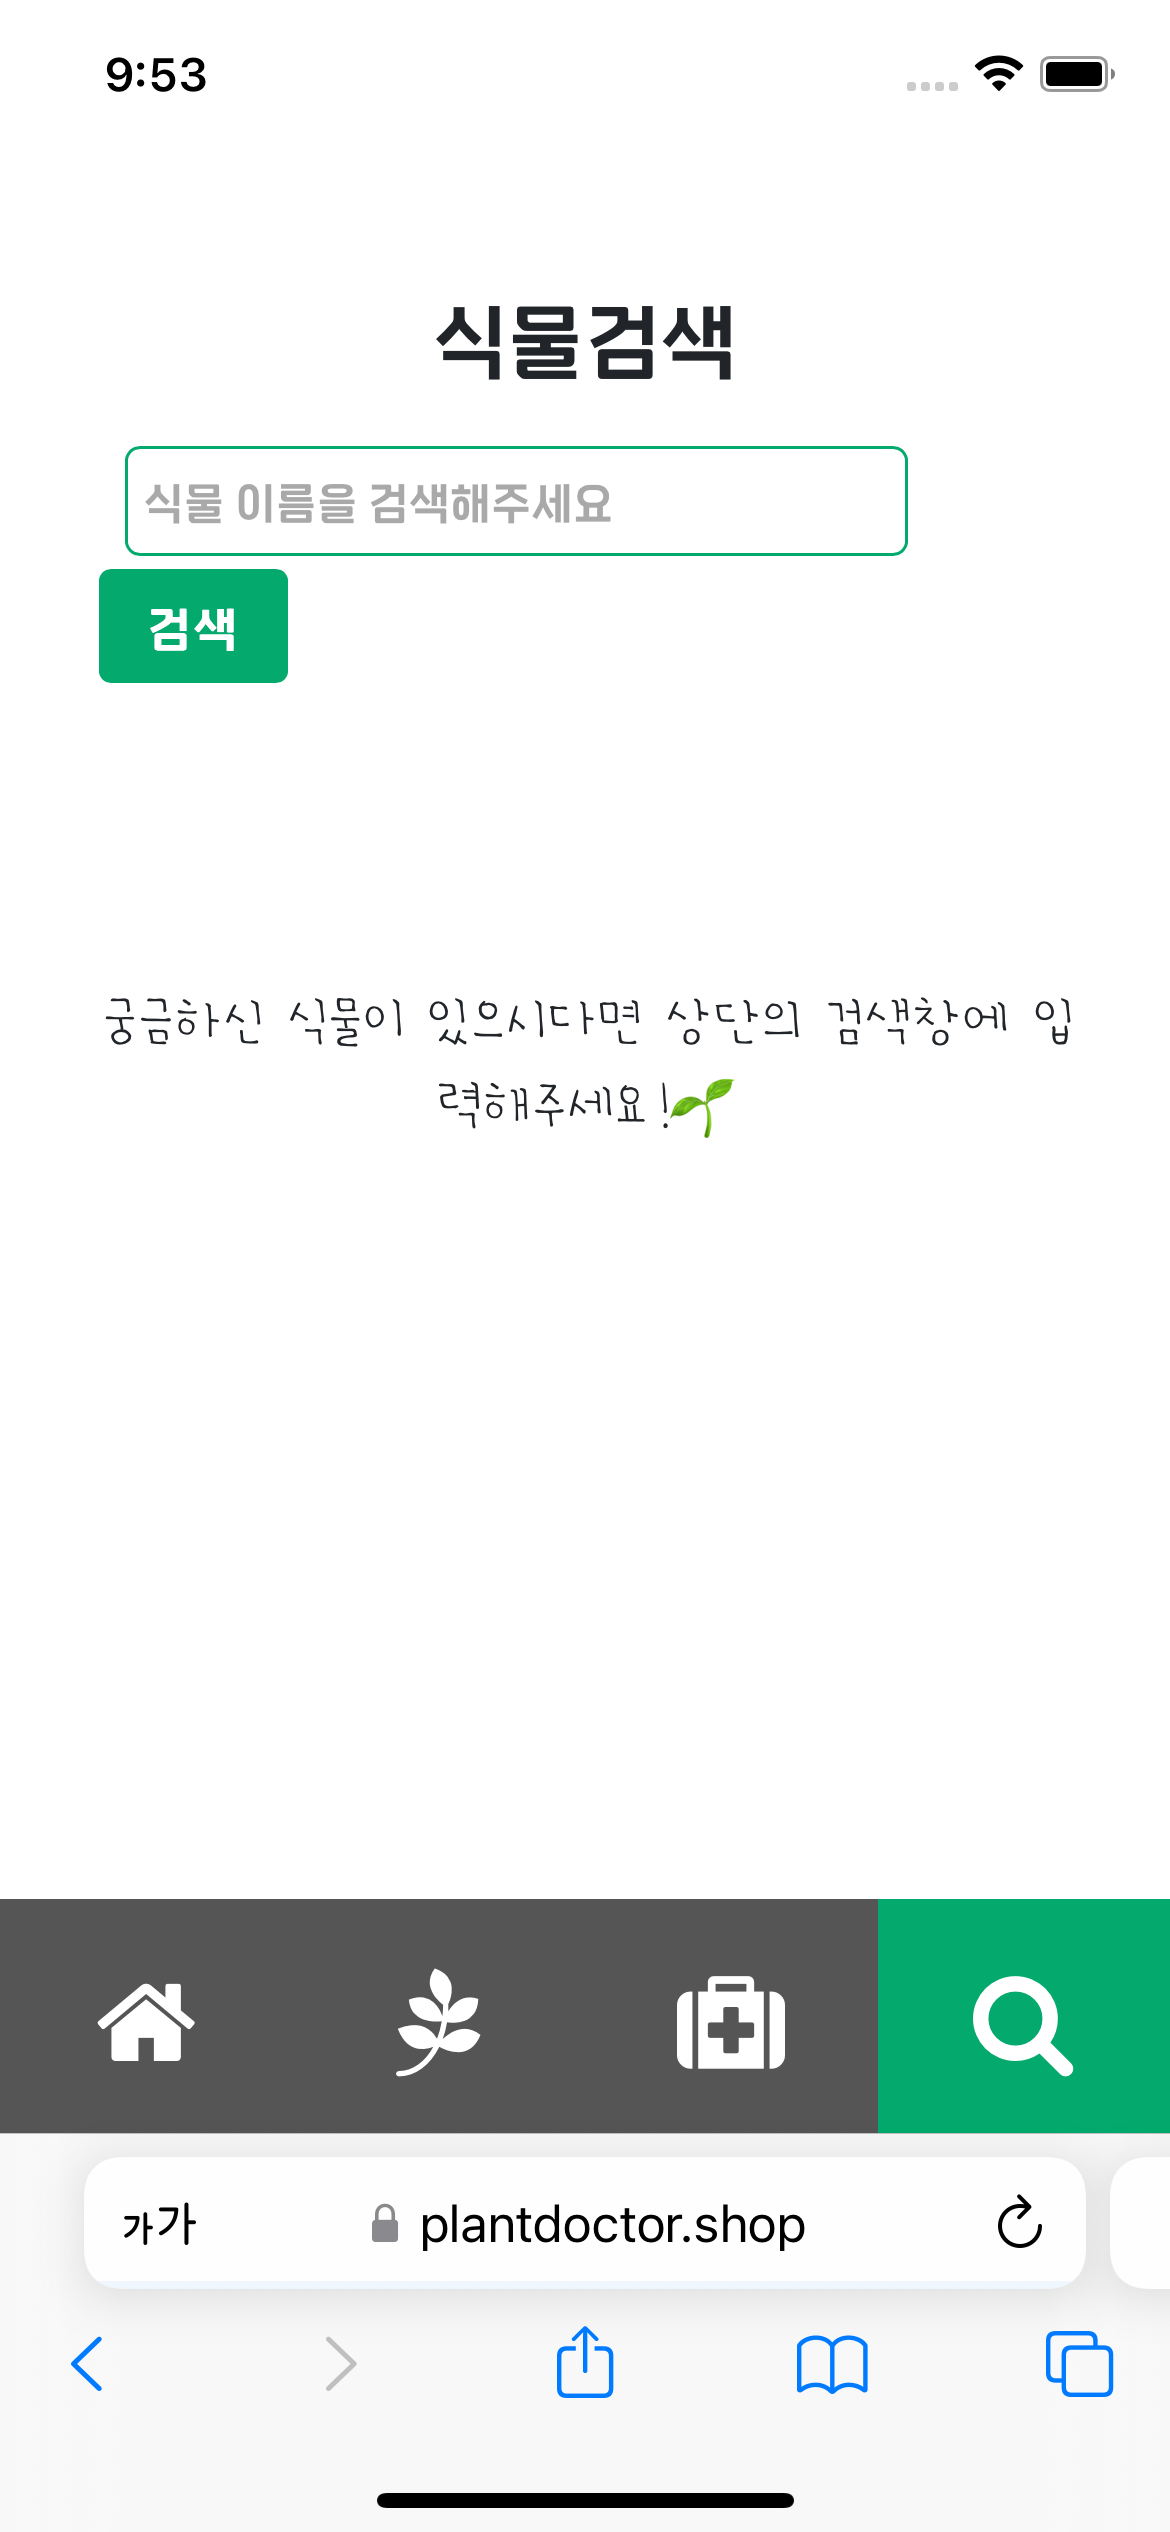 9:53
식물검색
식물 이름을 검색해주세요
검색
궁금하신 식물이 있으시다면 상단의 검색창에 입
력해주세요!🌱
가가
plantdoctor.shop